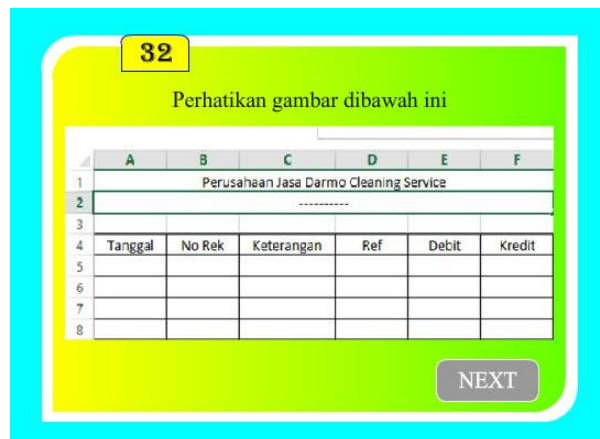 32
Perhatikan gambar dibawah ini
A B C D E F
1 Perusahaan Jasa Darmo Cleaning Service
2 ----------
3
4 Tanggal No Rek Keterangan Ref Debit Kredit
5
6
7
8
NEXT